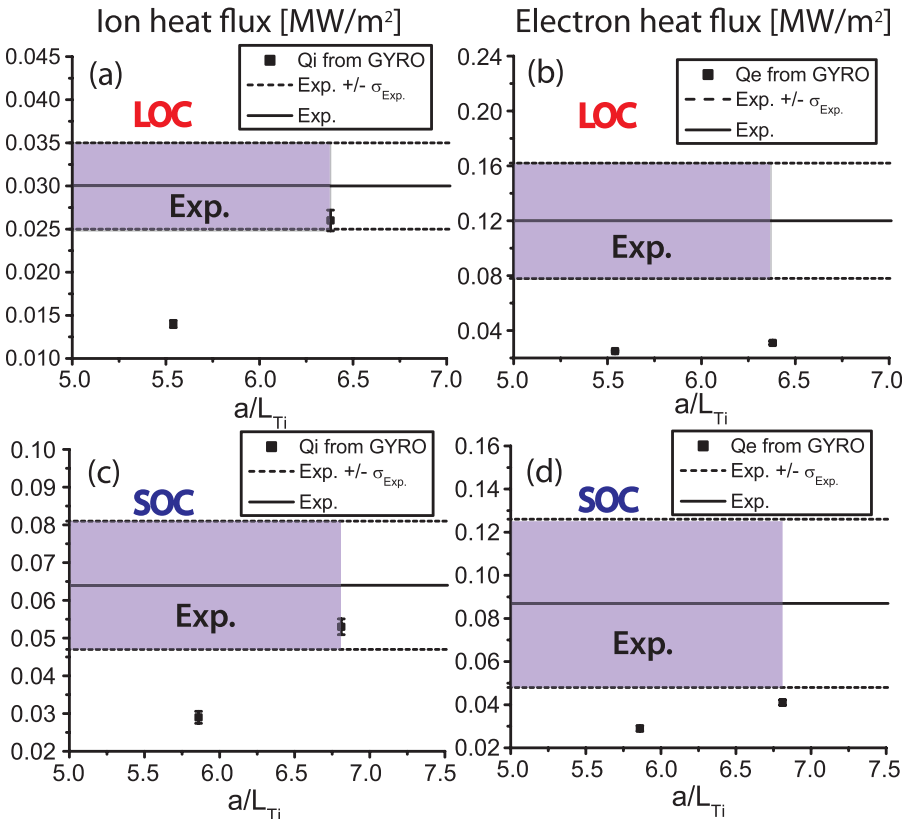 Ion heat flux [MW/m²]
Electron heat flux [MW/m²]
(a)
LOC
Qi from GYRO
Exp. +/- σExp.
Exp.
Exp.
0.045
0.040
0.035
0.030
0.025
0.020
0.015
0.010
5.0 5.5 6.0 6.5 7.0
a/LTi
(b)
LOC
Qe from GYRO
Exp. +/- σExp.
Exp.
Exp.
0.24
0.20
0.16
0.12
0.08
0.04
5.0 5.5 6.0 6.5 7.0
a/LTi
(c)
SOC
Qi from GYRO
Exp. +/- σExp.
Exp.
Exp.
0.10
0.09
0.08
0.07
0.06
0.05
0.04
0.03
0.02
5.0 5.5 6.0 6.5 7.0 7.5
a/LTi
(d)
SOC
Qe from GYRO
Exp. +/- σExp.
Exp.
Exp.
0.16
0.14
0.12
0.10
0.08
0.06
0.04
0.02
5.0 5.5 6.0 6.5 7.0 7.5
a/LTi